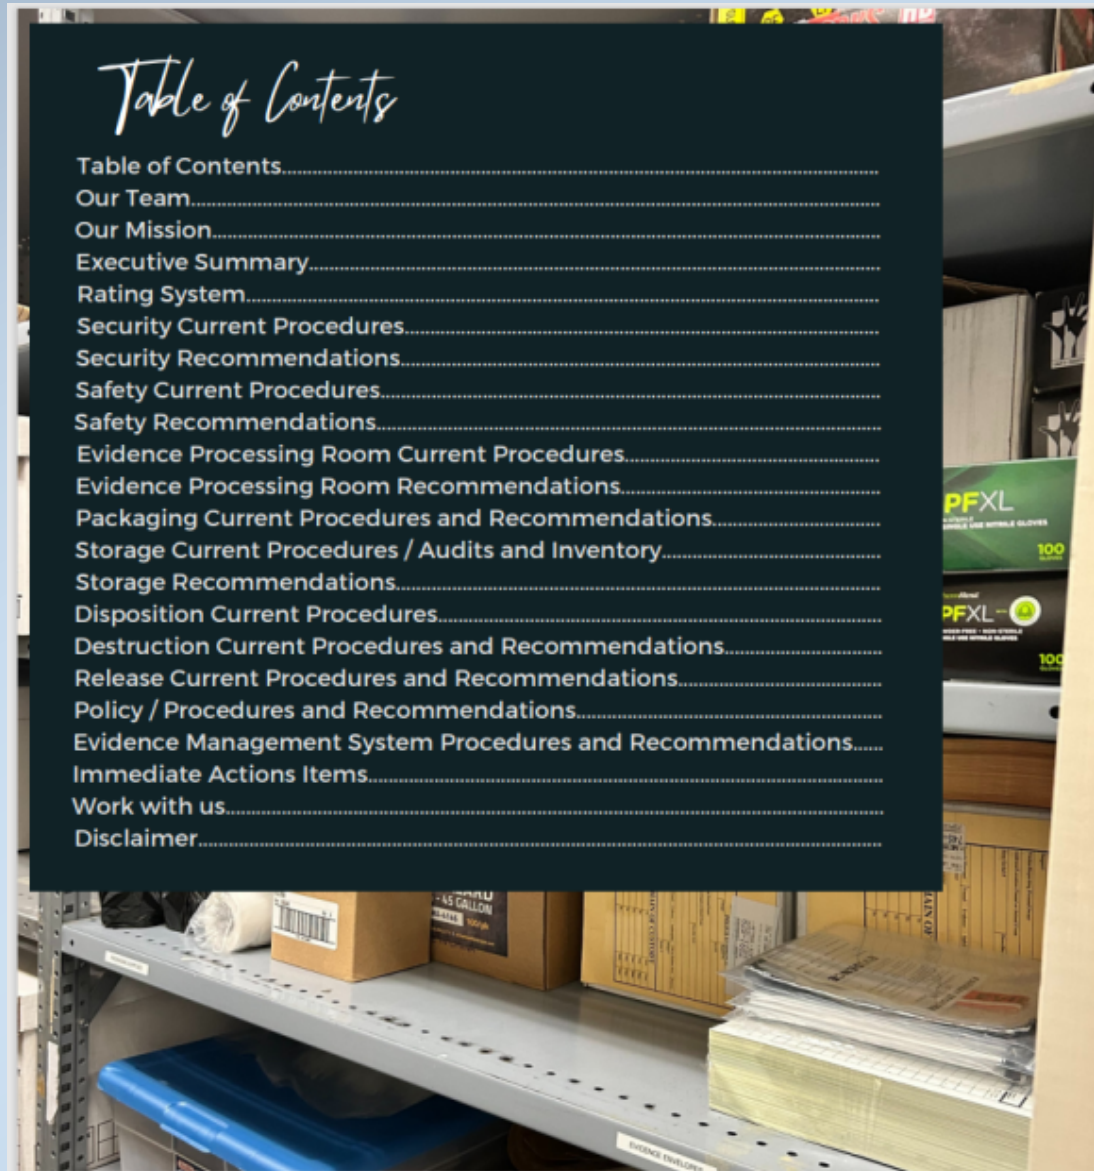 Table of Contents
Table of Contents
Our Team
Our Mission
Executive Summary
Rating System
Security Current Procedures
Security Recommendations
Safety Current Procedures
Safety Recommendations
Evidence Processing Room Current Procedures
Evidence Processing Room Recommendations
Packaging Current Procedures and Recommendations
Storage Current Procedures / Audits and Inventory
Storage Recommendations
Disposition Current Procedures
Destruction Current Procedures and Recommendations
Release Current Procedures and Recommendations
Policy / Procedures and Recommendations
Evidence Management System Procedures and Recommendations
Immediate Actions Items
Work with us
Disclaimer
PFXL
100
GLOVES
PFXL
100
45 GALLON
EVIDENCE
EVIDENCE ENVELOPES